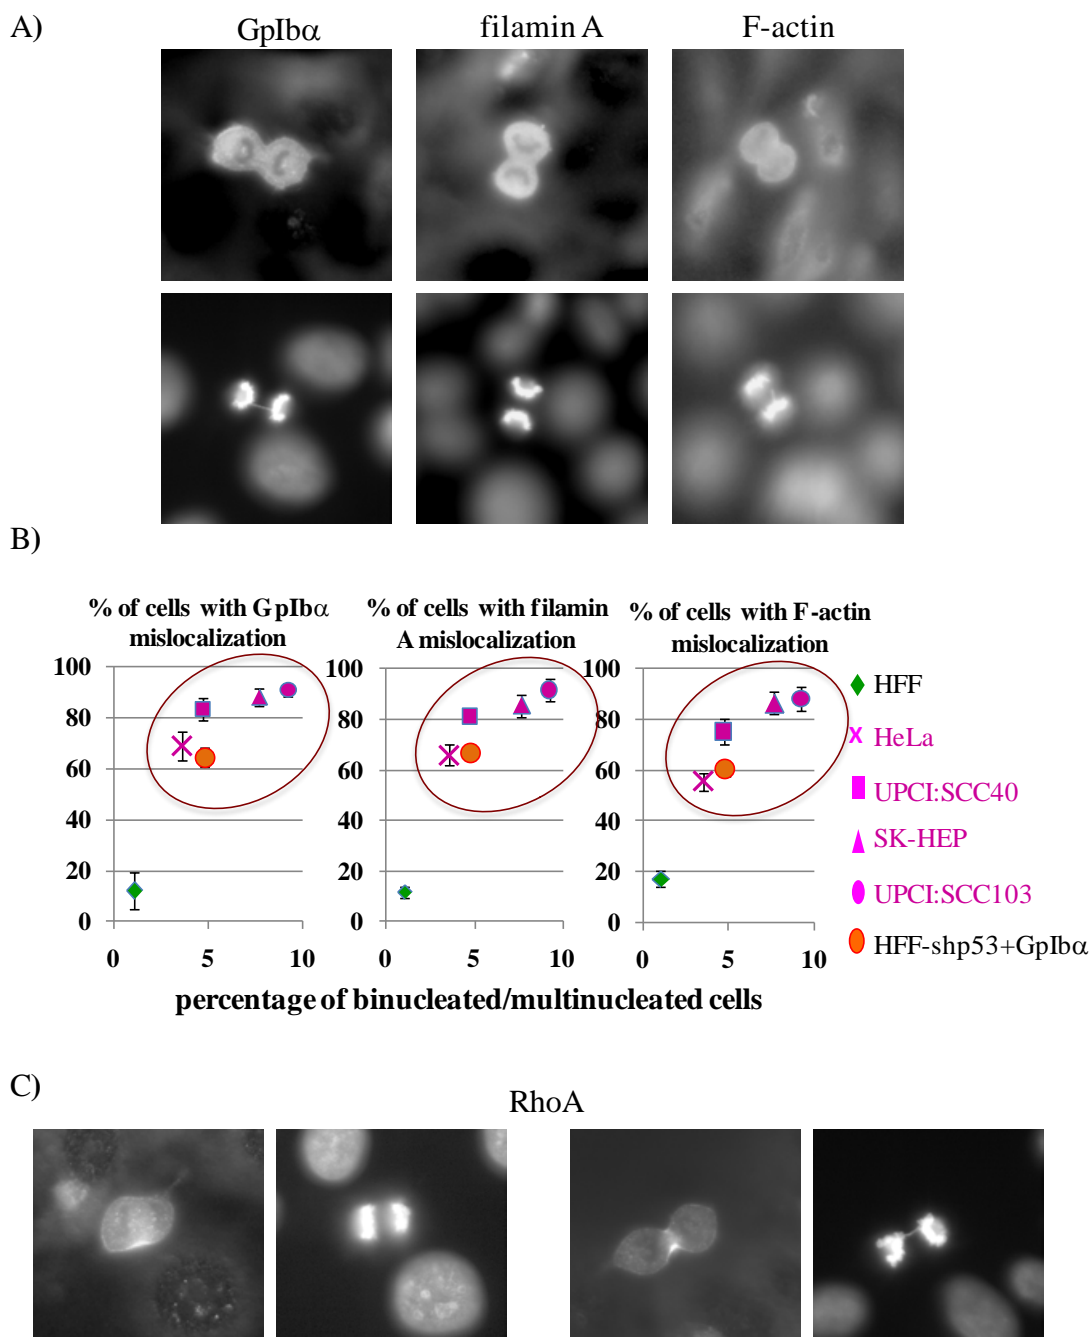 A)
GpIbα
filamin A
F-actin
B)
% of cells with GpIbα
mislocalization
% of cells with filamin
A mislocalization
% of cells with F-actin
mislocalization
100
80
60
40
20
0
0 5 10
100
80
60
40
20
0
0 5 10
100
80
60
40
20
0
0 5 10
HFF
HeLa
UPCI:SCC40
SK-HEP
UPCI:SCC103
HFF-shp53+GpIbα
percentage of binucleated/multinucleated cells
C)
RhoA